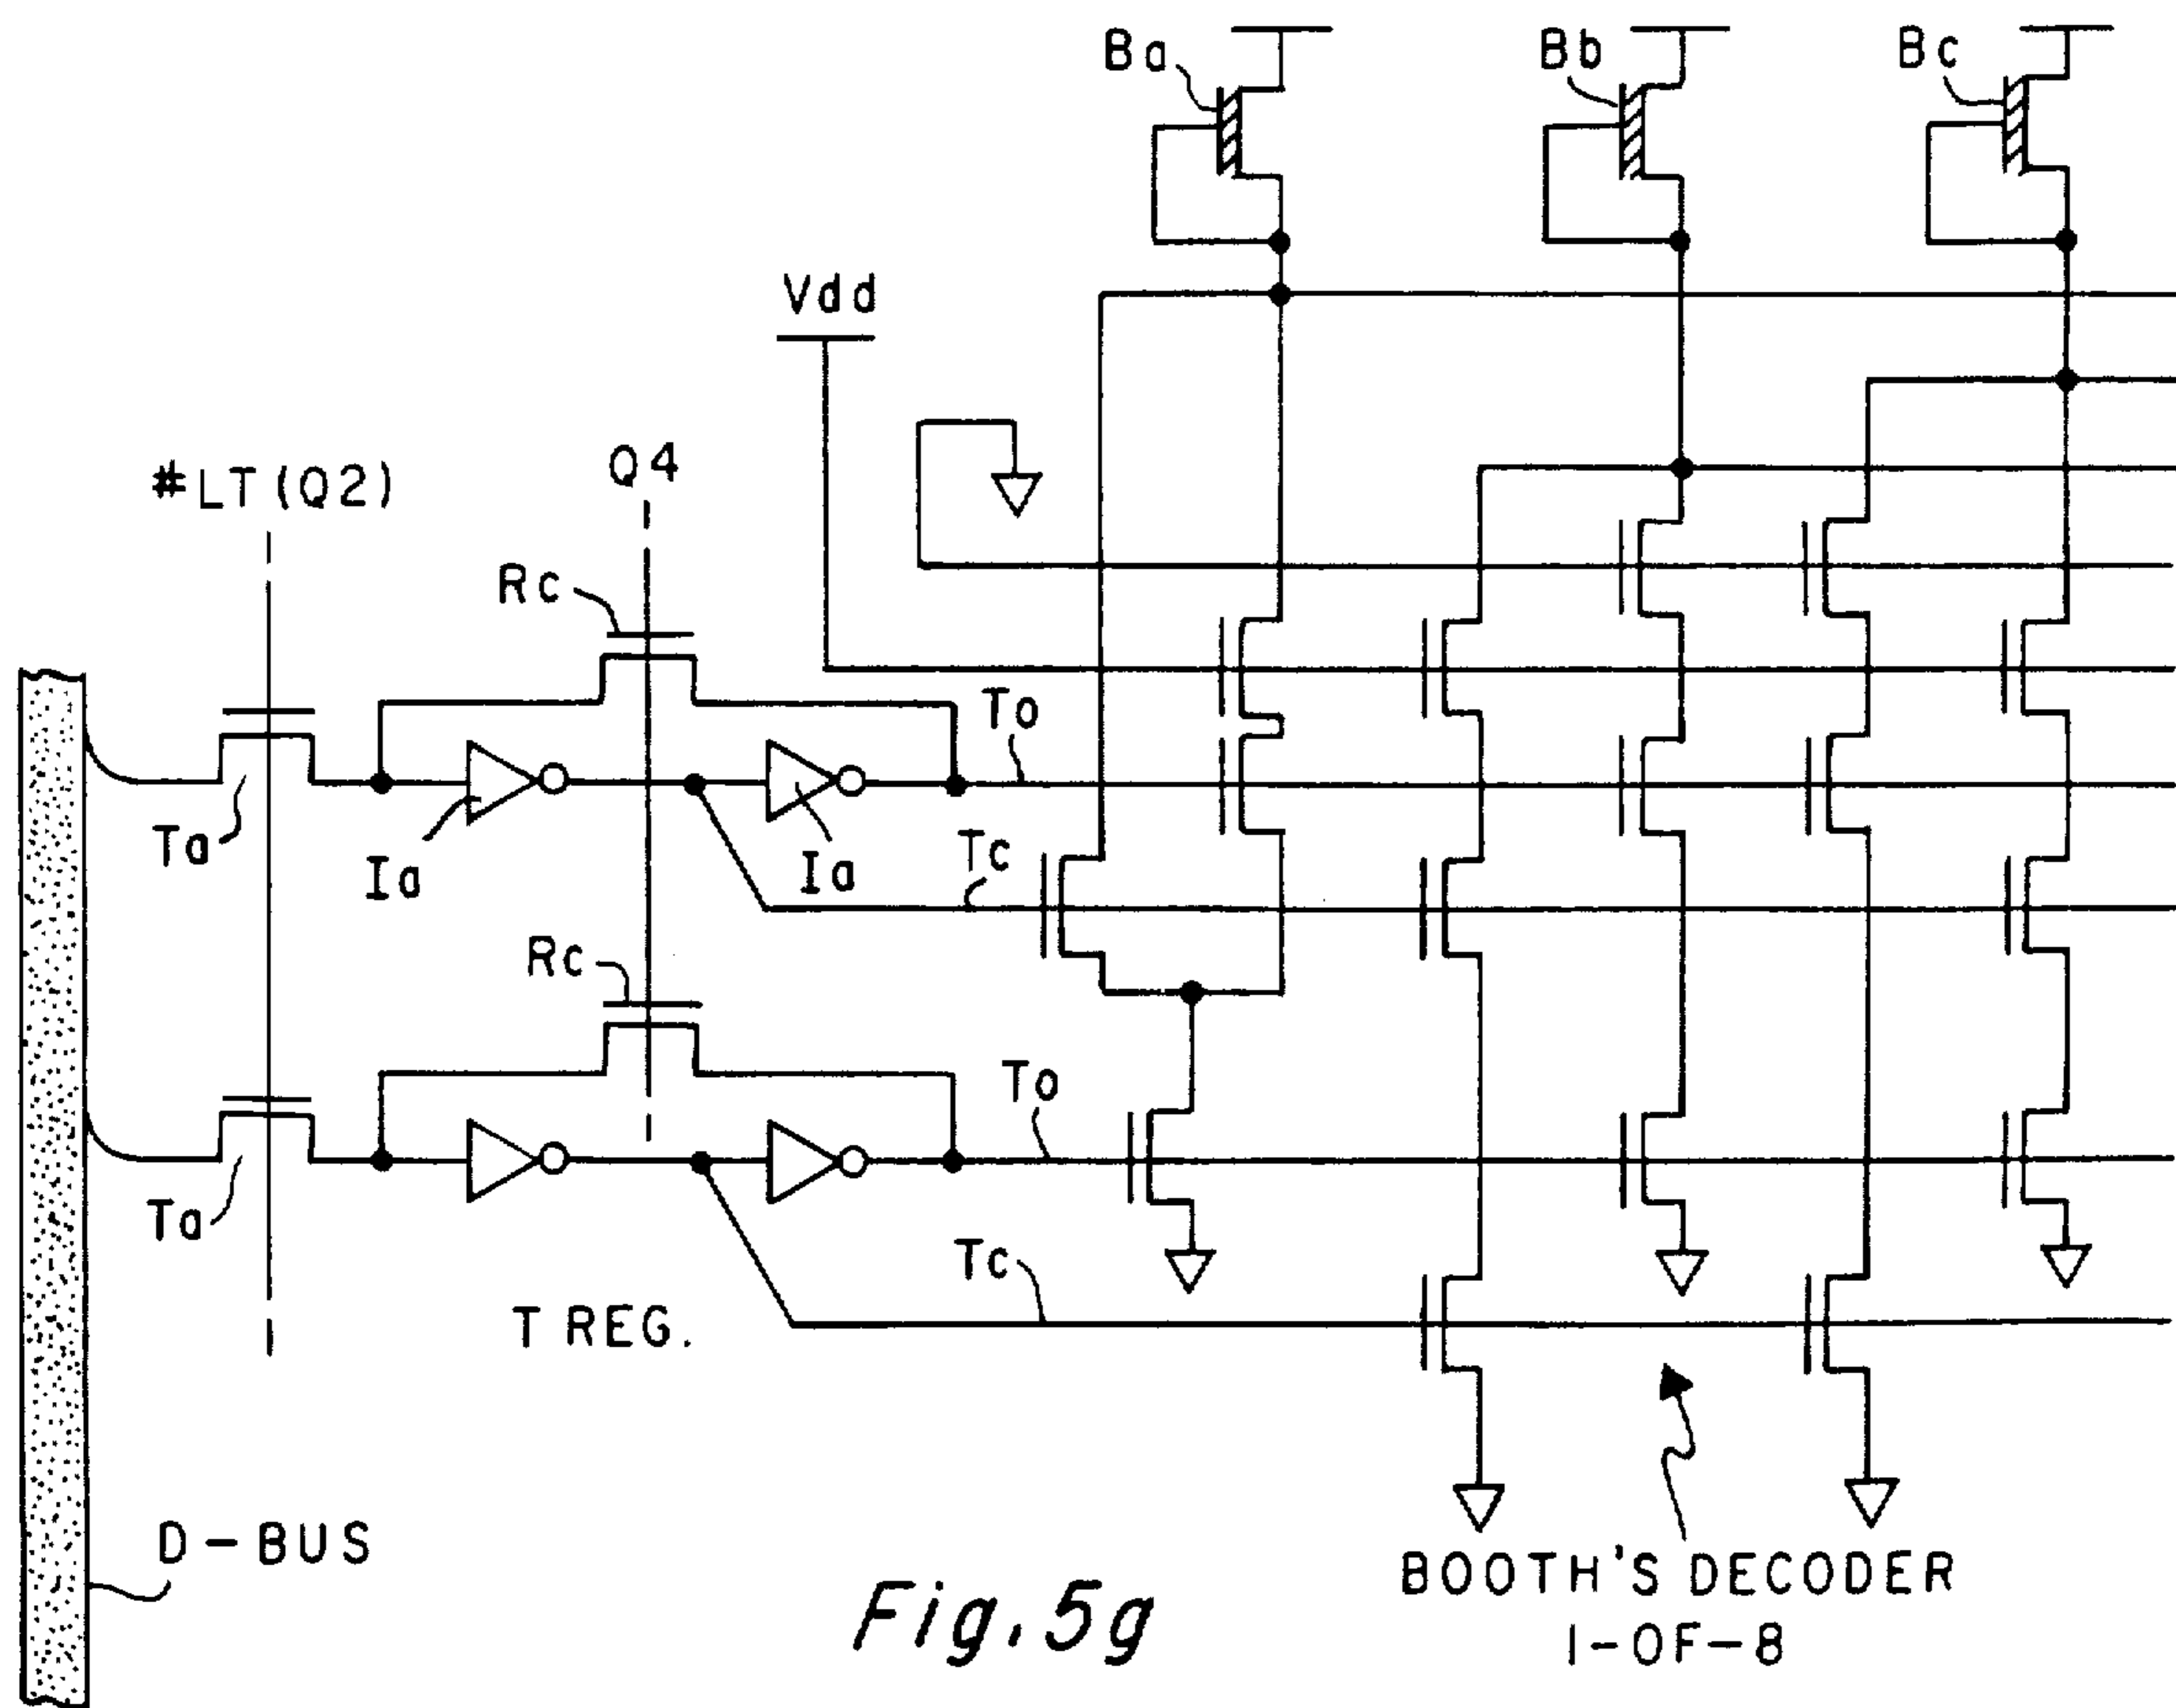 Ba
Bb
Bc
Vdd
#LT(Q2)
Q4
Rc
To
Ta
Ia
Ia
Tc
Rc
To
Ta
Tc
T REG.
D-BUS
BOOTH'S DECODER
1-OF-8
Fig. 5g